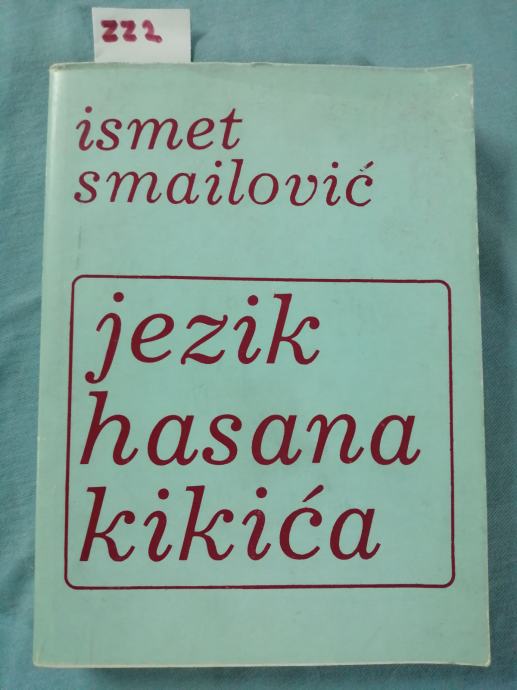 222
ismet
smailović
jezik
hasana
kikića